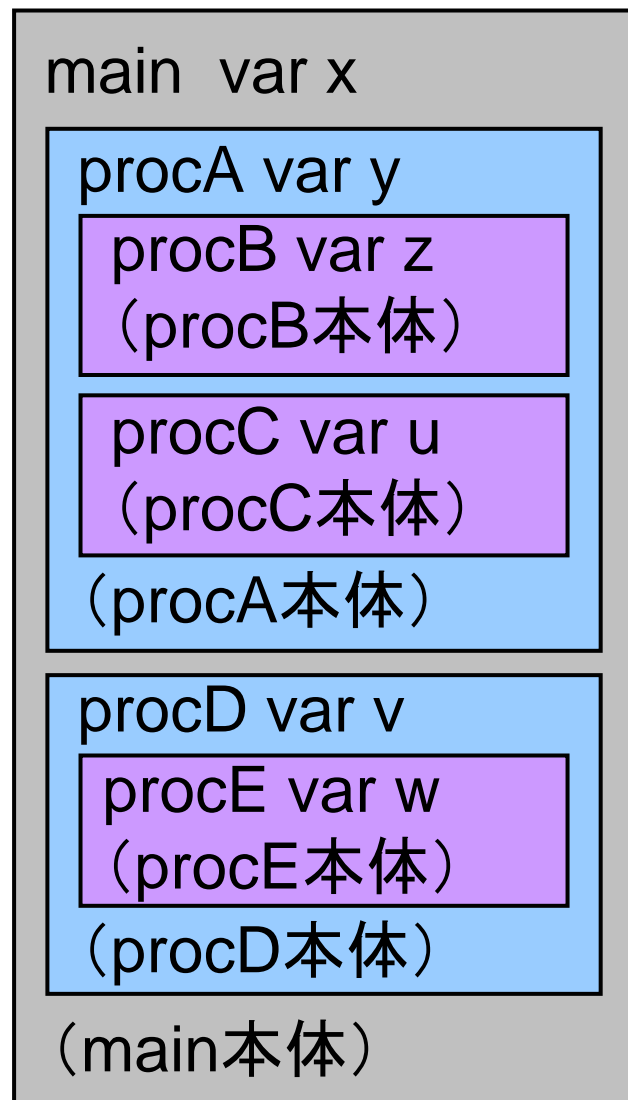 main var x
procA var y
procB var z
（procB本体）
procC var u
（procC本体）
（procA本体）
procD var v
procE var w
（procE本体）
（procD本体）
（main本体）